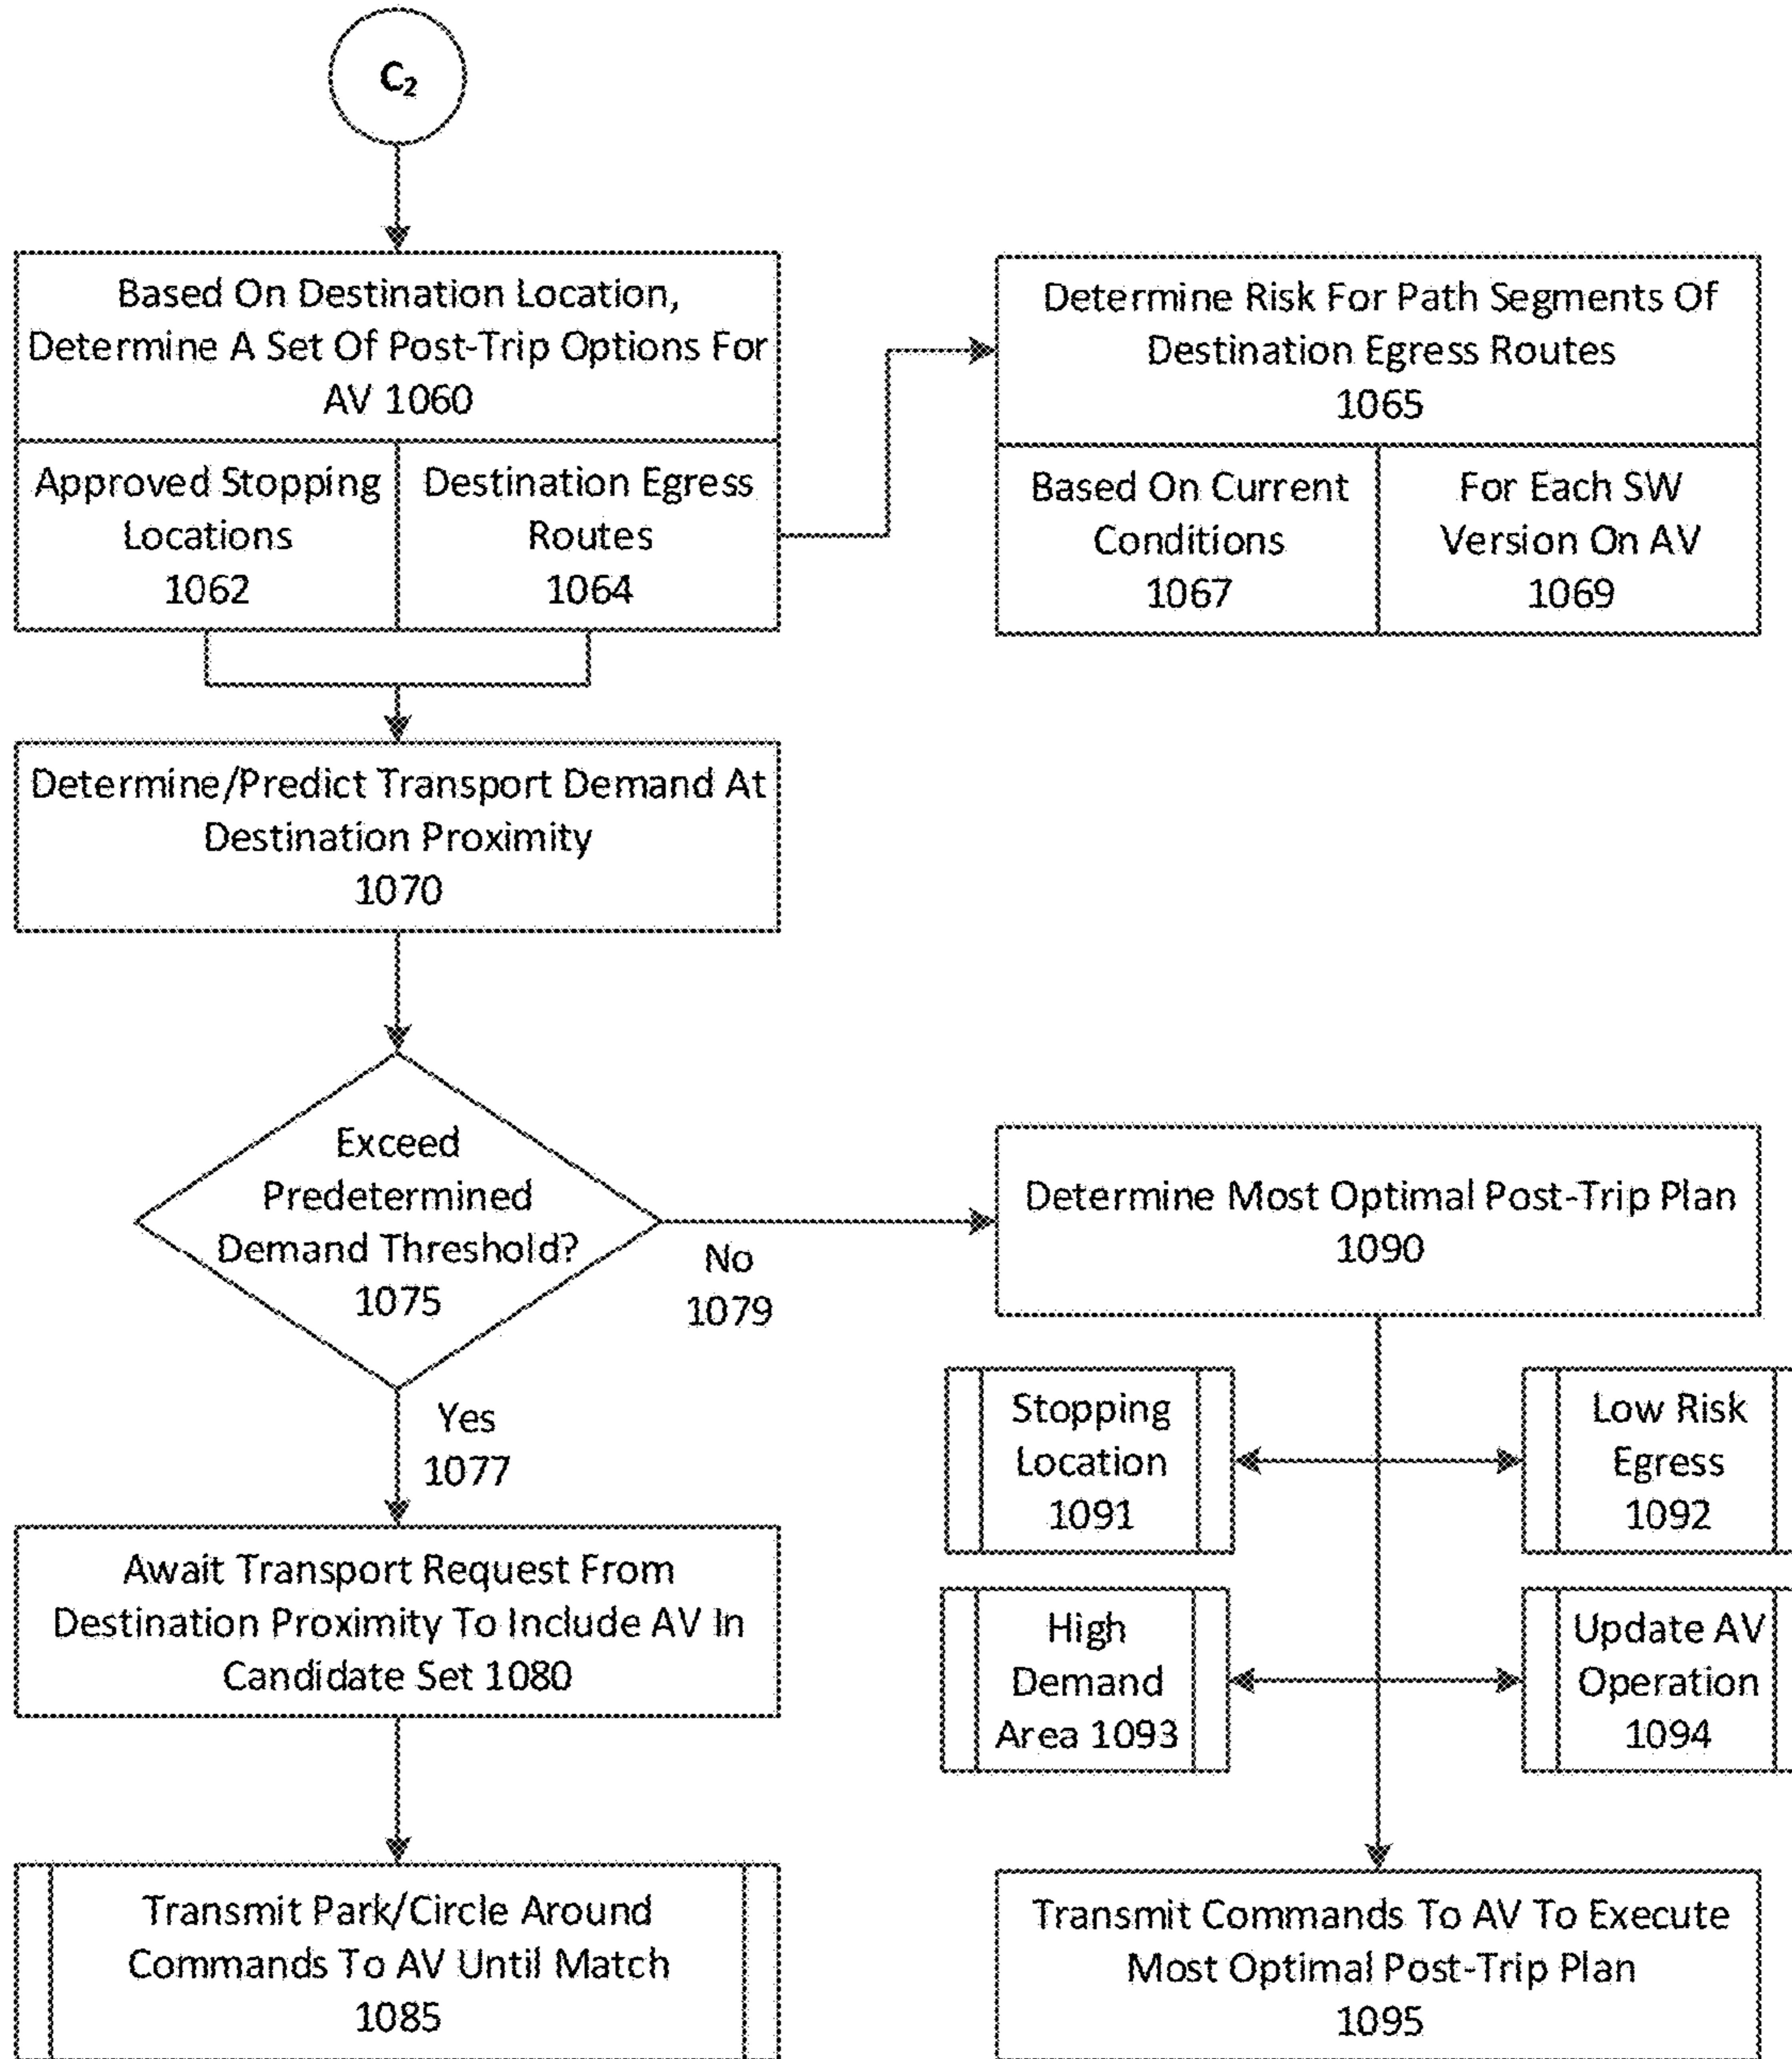 C₂
Based On Destination Location,
Determine A Set Of Post-Trip Options For
AV 1060
Approved Stopping
Locations
1062
Destination Egress
Routes
1064
Determine Risk For Path Segments Of
Destination Egress Routes
1065
Based On Current
Conditions
1067
For Each SW
Version On AV
1069
Determine/Predict Transport Demand At
Destination Proximity
1070
Exceed
Predetermined
Demand Threshold?
1075
No
1079
Yes
1077
Determine Most Optimal Post-Trip Plan
1090
Stopping
Location
1091
Low Risk
Egress
1092
High
Demand
Area 1093
Update AV
Operation
1094
Await Transport Request From
Destination Proximity To Include AV In
Candidate Set 1080
Transmit Park/Circle Around
Commands To AV Until Match
1085
Transmit Commands To AV To Execute
Most Optimal Post-Trip Plan
1095